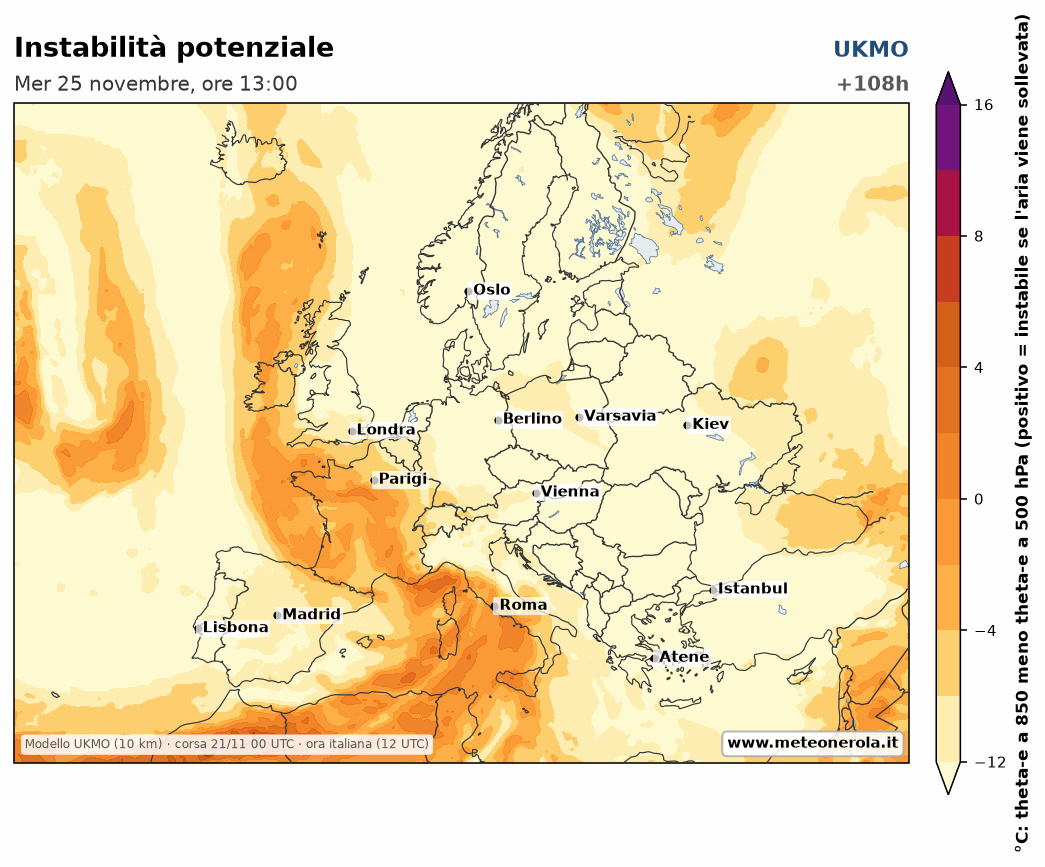 Instabilità potenziale
UKMO
Mer 25 novembre, ore 13:00
+108h
16
8
4
0
−4
−12
°C: theta-e a 850 meno theta-e a 500 hPa (positivo = instabile se l'aria viene sollevata)
Oslo
Berlino
Varsavia
Kiev
Londra
Parigi
Vienna
Istanbul
Roma
Madrid
Lisbona
Atene
Modello UKMO (10 km) · corsa 21/11 00 UTC · ora italiana (12 UTC)
www.meteonerola.it